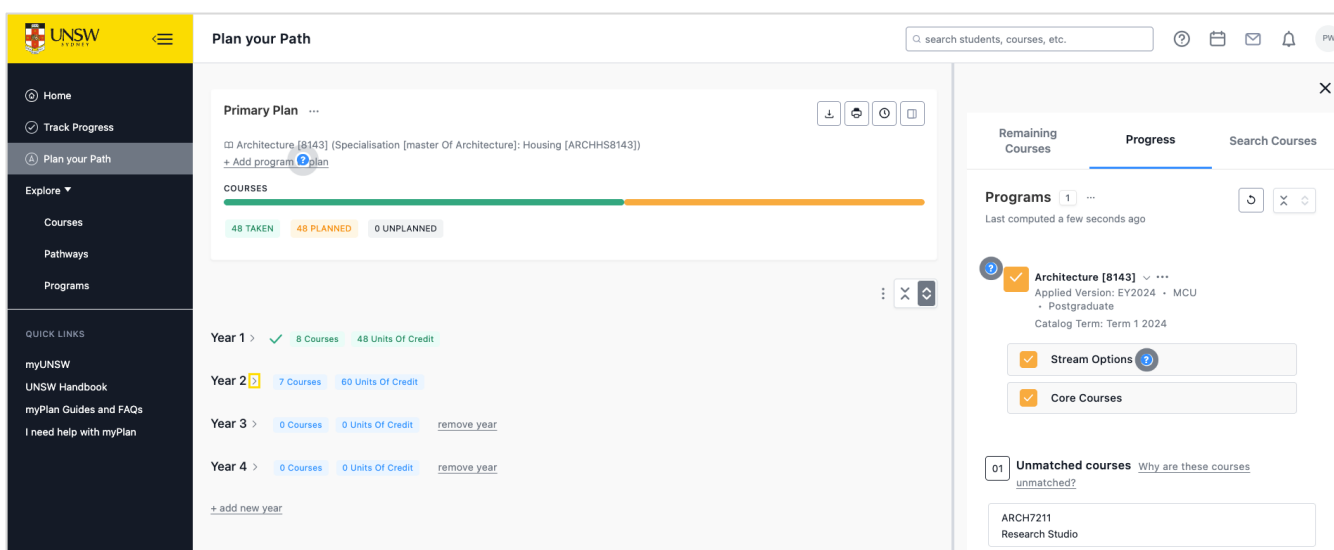 UNSW
SYDNEY
Plan your Path
search students, courses, etc.
PW
Home
Track Progress
Plan your Path
Explore
Courses
Pathways
Programs
QUICK LINKS
myUNSW
UNSW Handbook
myPlan Guides and FAQs
I need help with myPlan
Primary Plan ...
Architecture [8143] (Specialisation [master Of Architecture]: Housing [ARCHHS8143])
+ Add program ? plan
COURSES
48 TAKEN 48 PLANNED 0 UNPLANNED
Year 1 > 8 Courses 48 Units Of Credit
Year 2 > 7 Courses 60 Units Of Credit
Year 3 > 0 Courses 0 Units Of Credit remove year
Year 4 > 0 Courses 0 Units Of Credit remove year
+ add new year
Remaining
Courses
Progress
Search Courses
Programs 1 ...
Last computed a few seconds ago
Architecture [8143] ...
Applied Version: EY2024 • MCU
• Postgraduate
Catalog Term: Term 1 2024
Stream Options ?
Core Courses
01 Unmatched courses Why are these courses
unmatched?
ARCH7211
Research Studio